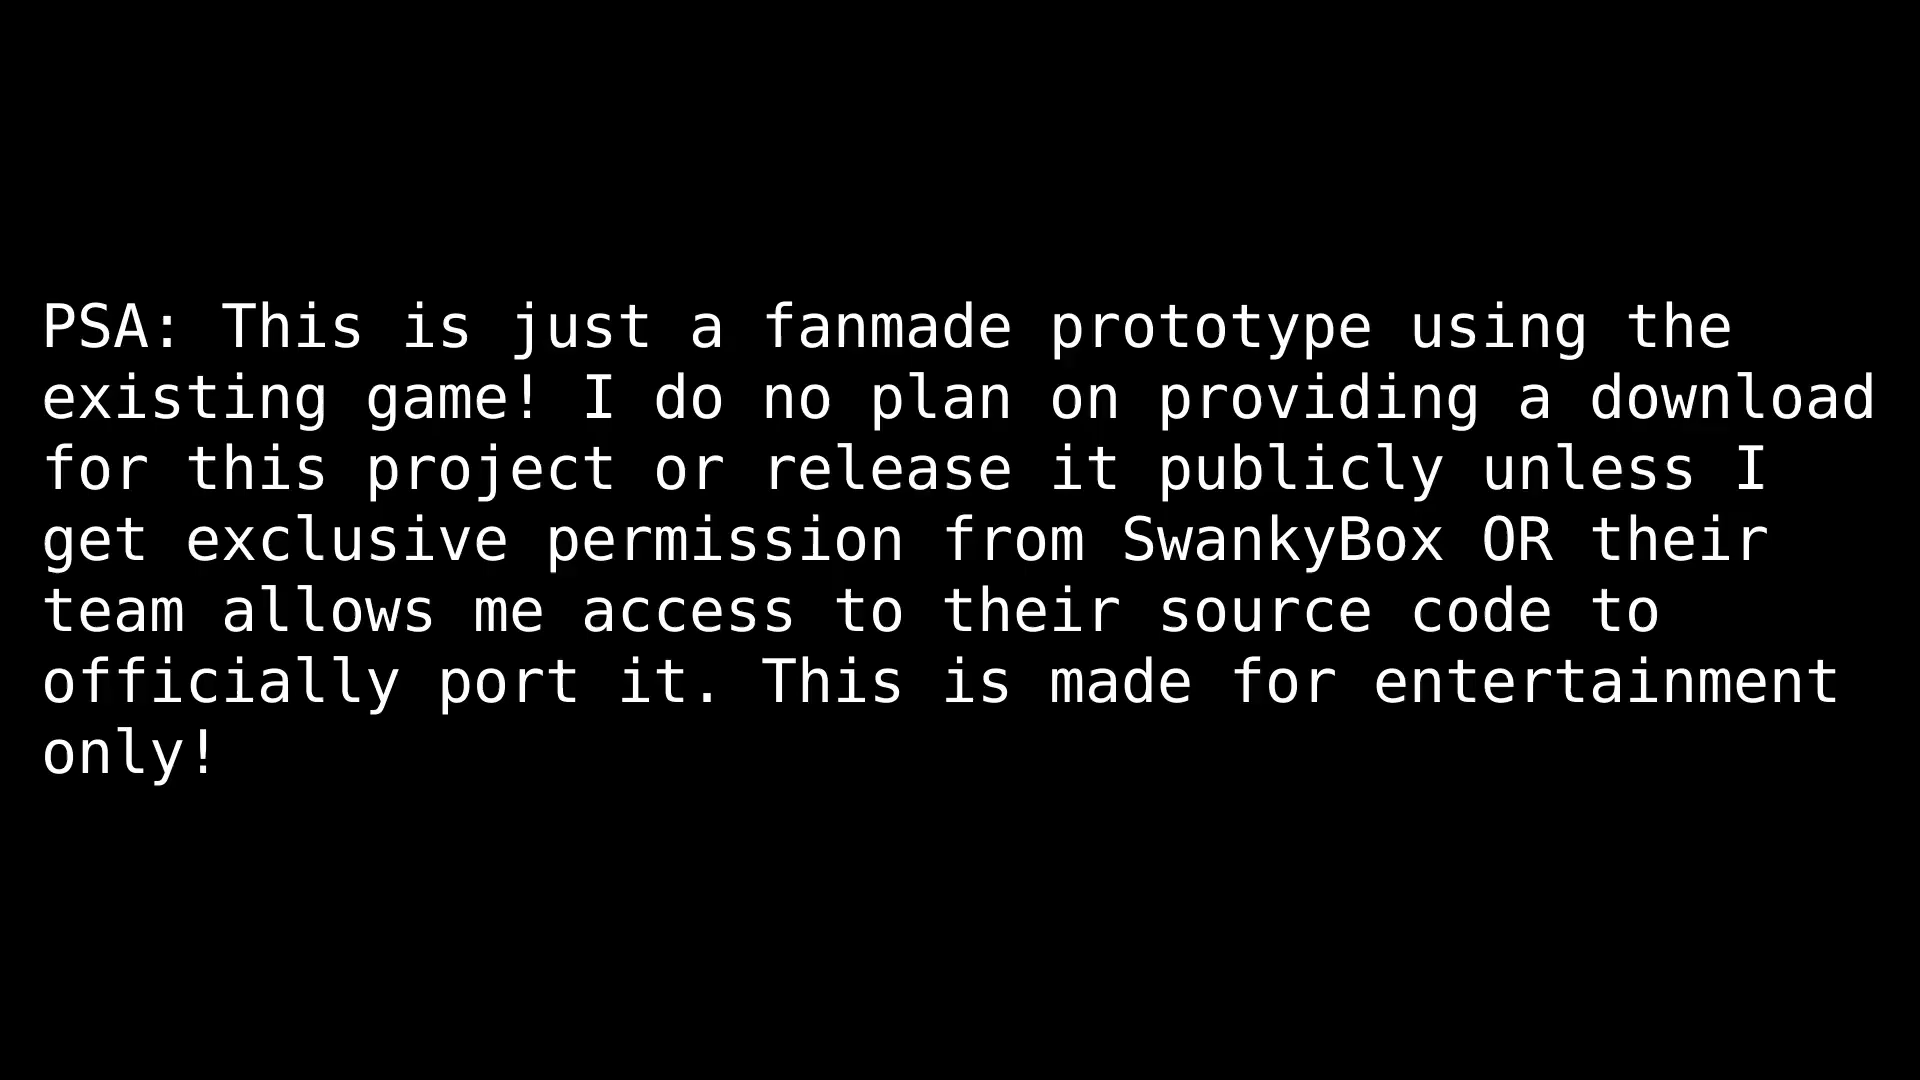 PSA: This is just a fanmade prototype using the
existing game! I do no plan on providing a download
for this project or release it publicly unless I
get exclusive permission from SwankyBox OR their
team allows me access to their source code to
officially port it. This is made for entertainment
only!